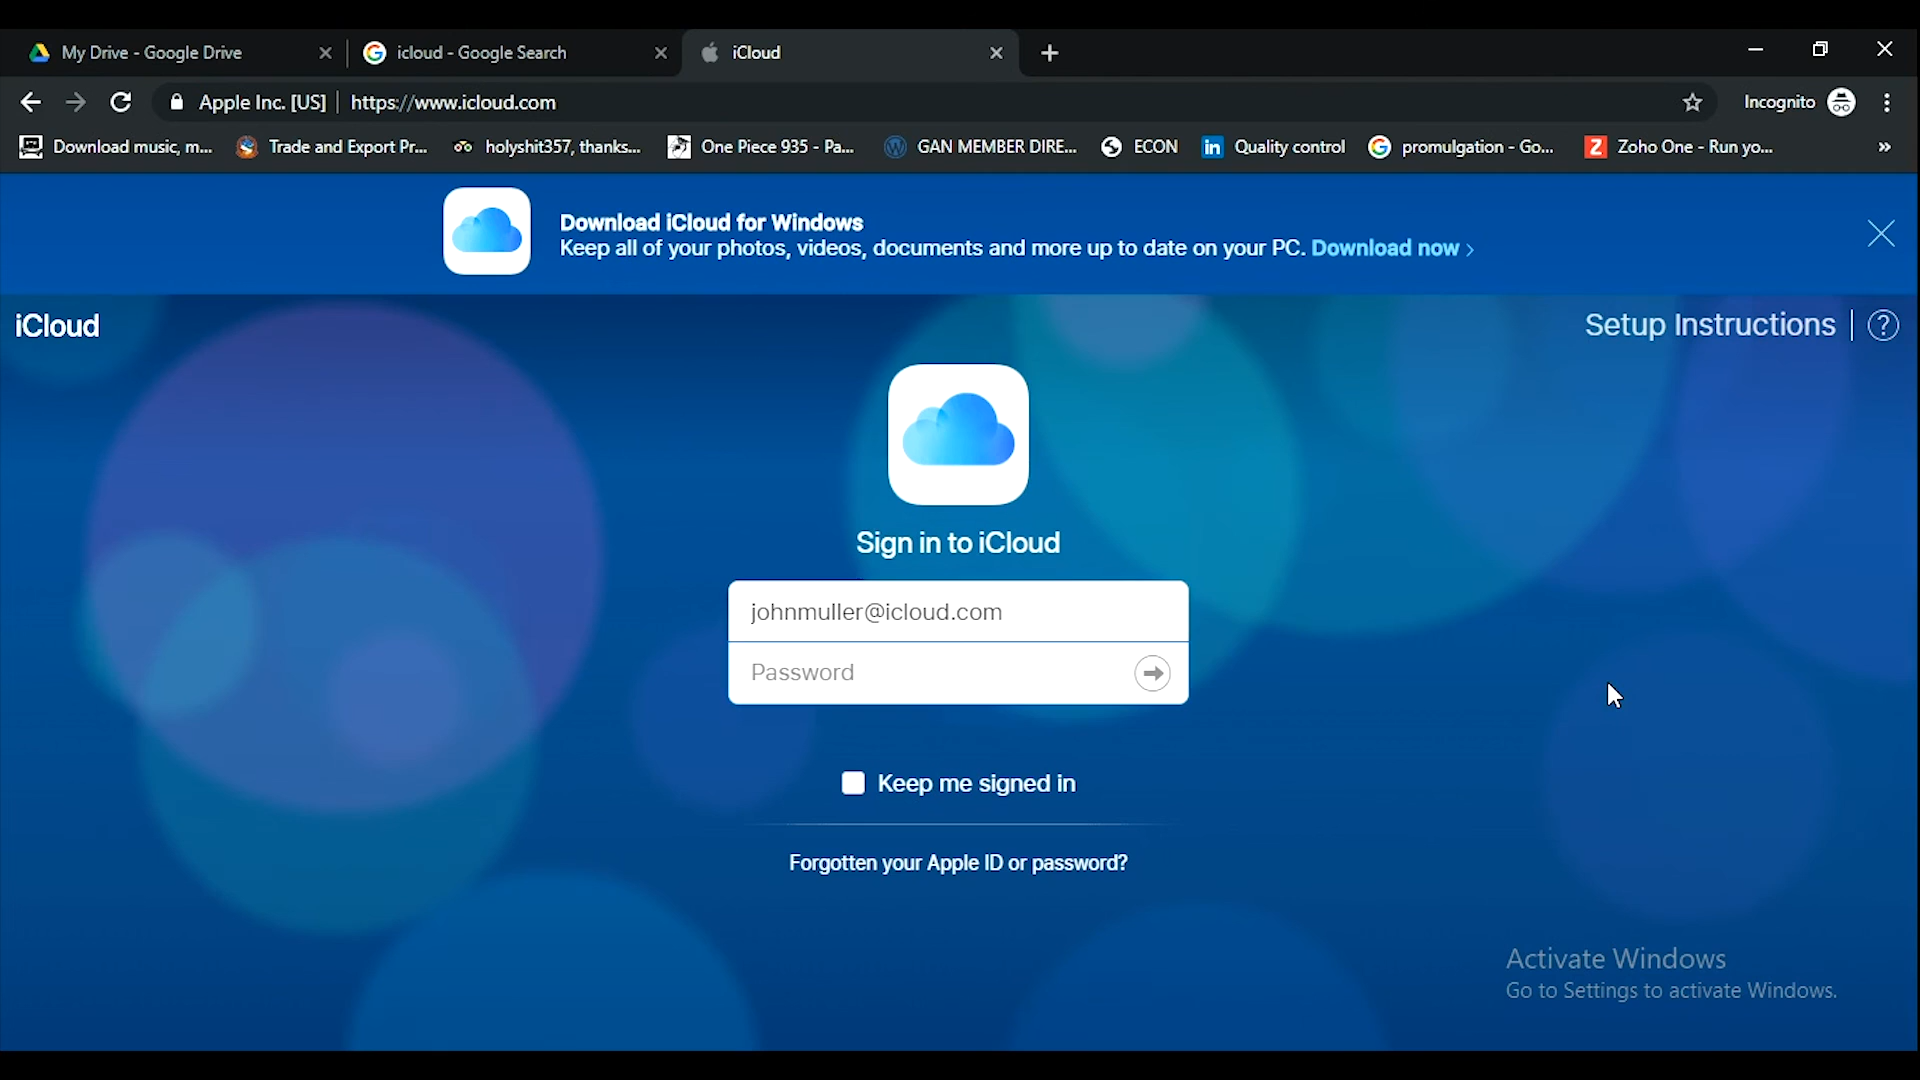 My Drive - Google Drive
icloud - Google Search
iCloud
Apple Inc. [US]
https://www.icloud.com
Incognito
Download music, m...
Trade and Export Pr...
holyshit357, thanks...
One Piece 935 - Pa...
GAN MEMBER DIRE...
ECON
in
Quality control
promulgation - Go...
Z
Zoho One - Run yo...
»
Download iCloud for Windows
Keep all of your photos, videos, documents and more up to date on your PC. Download now >
iCloud
Setup Instructions
?
Sign in to iCloud
johnmuller@icloud.com
Password
Keep me signed in
Forgotten your Apple ID or password?
Activate Windows
Go to Settings to activate Windows.